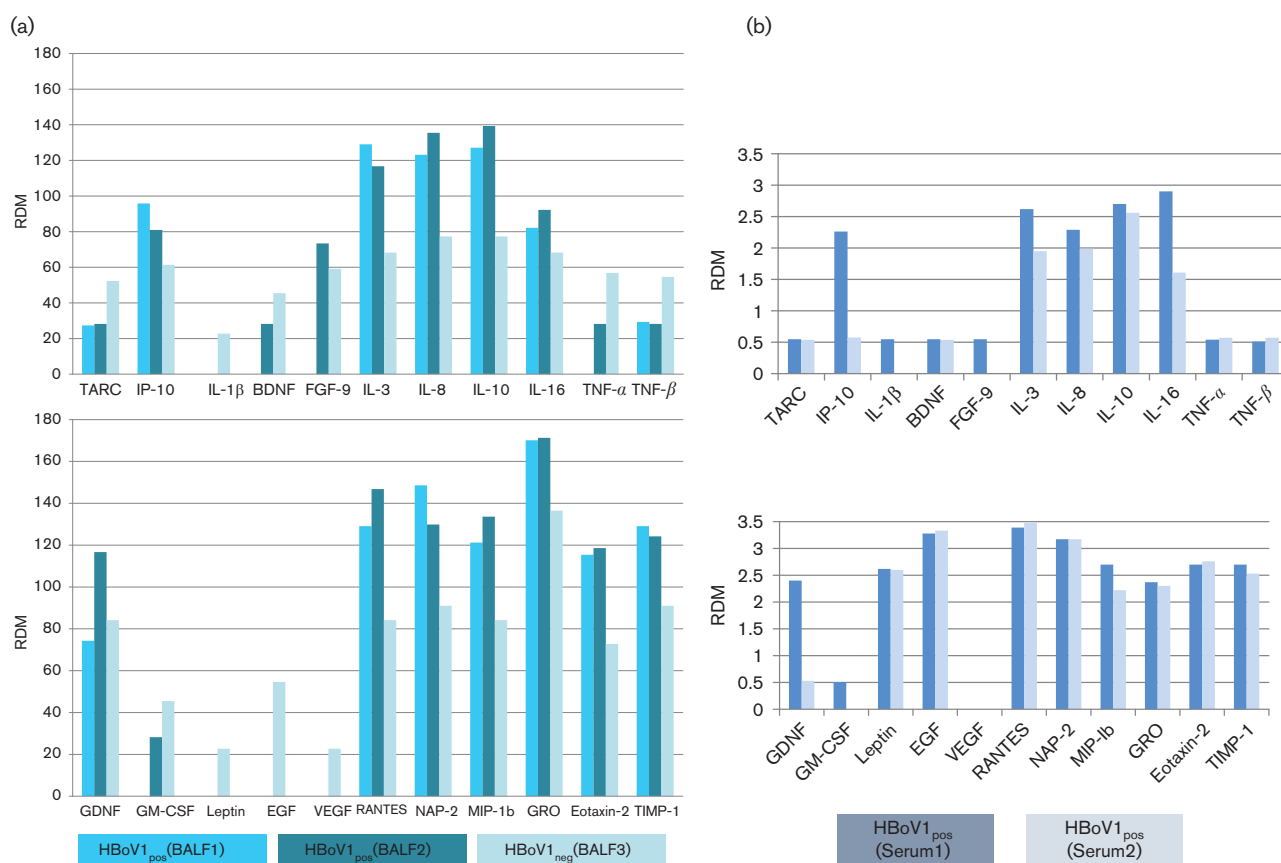 (a)
180
160
140
120
100
80
60
40
20
0
RDM
TARC IP-10 IL-1β BDNF FGF-9 IL-3 IL-8 IL-10 IL-16 TNF-α TNF-β
180
160
140
120
100
80
60
40
20
0
RDM
GDNF GM-CSF Leptin EGF VEGF RANTES NAP-2 MIP-1b GRO Eotaxin-2 TIMP-1
HBoV1pos(BALF1) HBoV1pos(BALF2) HBoV1neg(BALF3)
(b)
3.5
3
2.5
2
1.5
1
0.5
0
RDM
TARC IP-10 IL-1β BDNF FGF-9 IL-3 IL-8 IL-10 IL-16 TNF-α TNF-β
3.5
3
2.5
2
1.5
1
0.5
0
RDM
GDNF GM-CSF Leptin EGF VEGF RANTES NAP-2 MIP-Ib GRO Eotaxin-2 TIMP-1
HBoV1pos
(Serum1)
HBoV1pos
(Serum2)